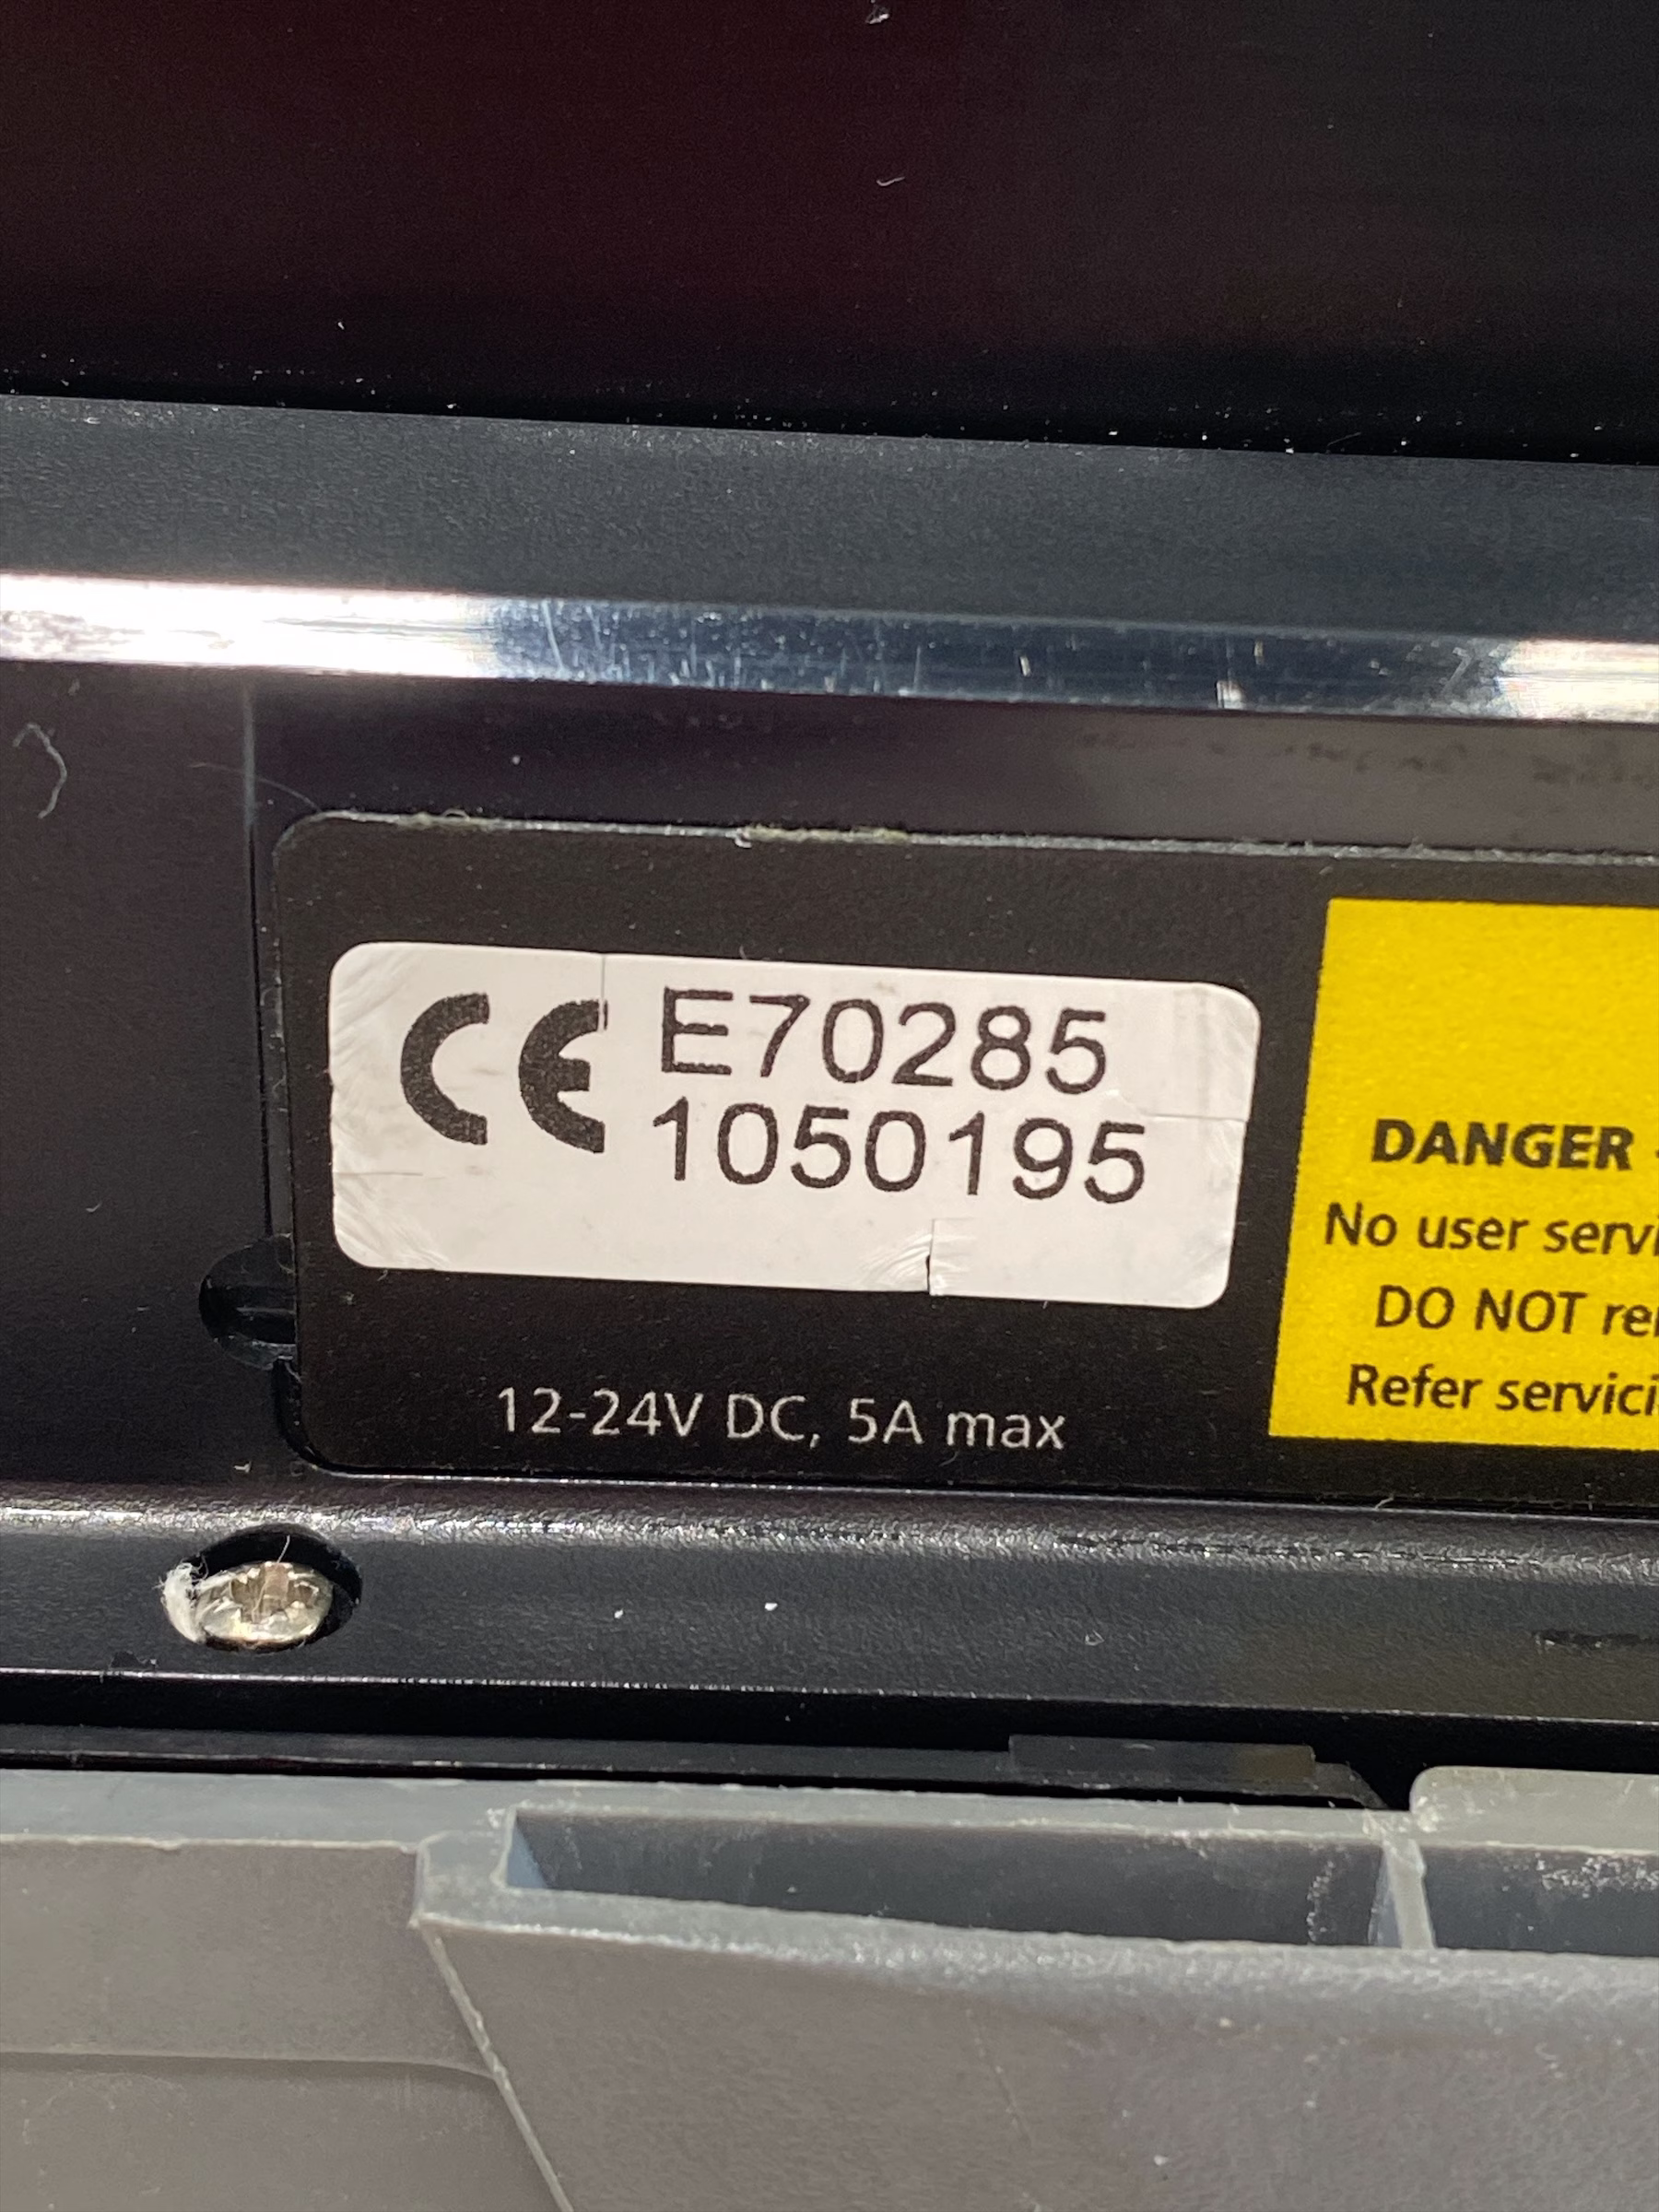 CE E70285
1050195
12-24V DC, 5A max
DANGER
No user
DO NOT
Refer